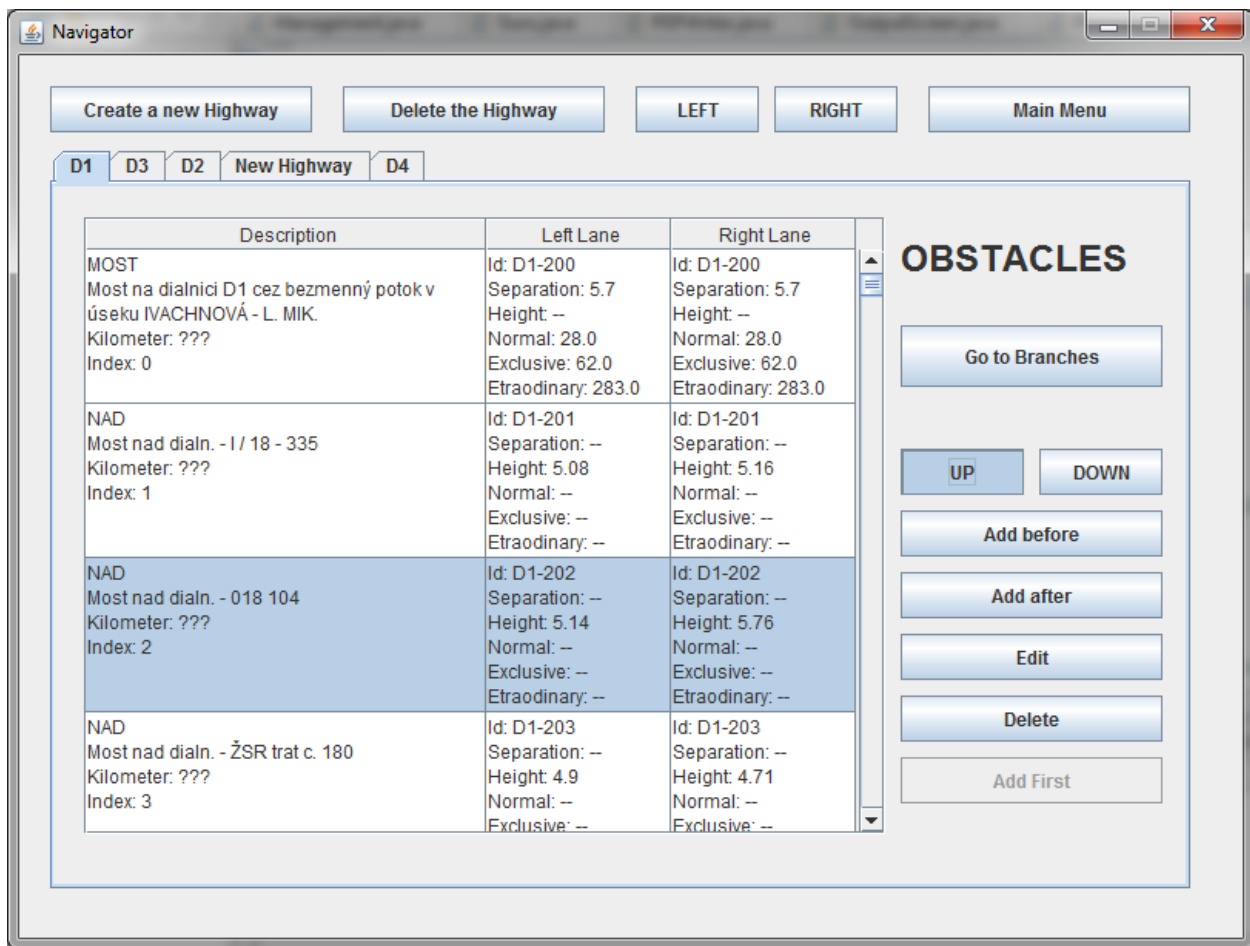 Navigator
Create a new Highway
Delete the Highway
LEFT
RIGHT
Main Menu
D1
D3
D2
New Highway
D4
Description
Left Lane
Right Lane
MOST
Most na dialnici D1 cez bezmenný potok v
úseku IVACHNOVÁ - L. MIK.
Kilometer: ???
Index: 0
Id: D1-200
Separation: 5.7
Height: --
Normal: 28.0
Exclusive: 62.0
Etraodinary: 283.0
Id: D1-200
Separation: 5.7
Height: --
Normal: 28.0
Exclusive: 62.0
Etraodinary: 283.0
NAD
Most nad dialn. - I / 18 - 335
Kilometer: ???
Index: 1
Id: D1-201
Separation: --
Height: 5.08
Normal: --
Exclusive: --
Etraodinary: --
Id: D1-201
Separation: --
Height: 5.16
Normal: --
Exclusive: --
Etraodinary: --
NAD
Most nad dialn. - 018 104
Kilometer: ???
Index: 2
Id: D1-202
Separation: --
Height: 5.14
Normal: --
Exclusive: --
Etraodinary: --
Id: D1-202
Separation: --
Height: 5.76
Normal: --
Exclusive: --
Etraodinary: --
NAD
Most nad dialn. - ŽSR trat c. 180
Kilometer: ???
Index: 3
Id: D1-203
Separation: --
Height: 4.9
Normal: --
Exclusive: --
Id: D1-203
Separation: --
Height: 4.71
Normal: --
Exclusive: --
OBSTACLES
Go to Branches
UP
DOWN
Add before
Add after
Edit
Delete
Add First